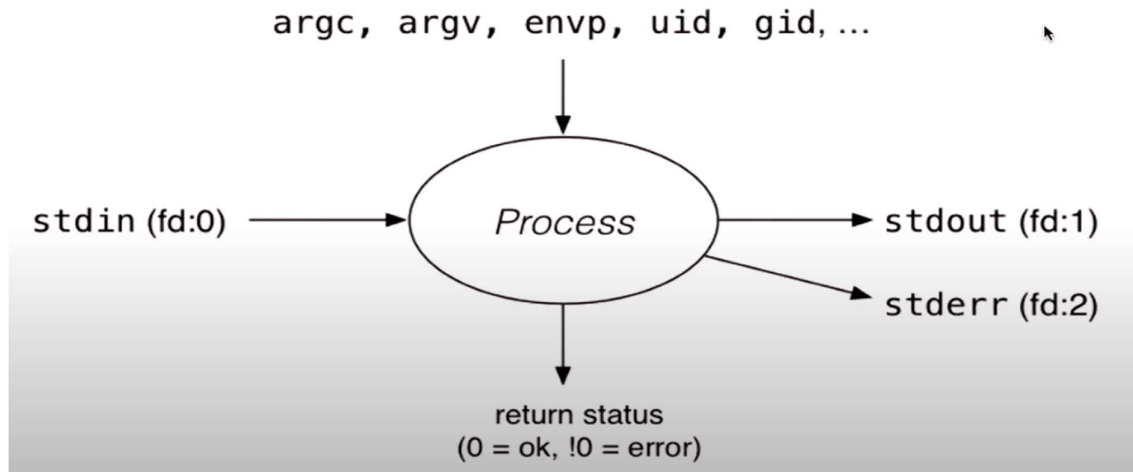 argc, argv, envp, uid, gid, ...
stdin (fd:0)
Process
stdout (fd:1)
stderr (fd:2)
return status
(0 = ok, !0 = error)